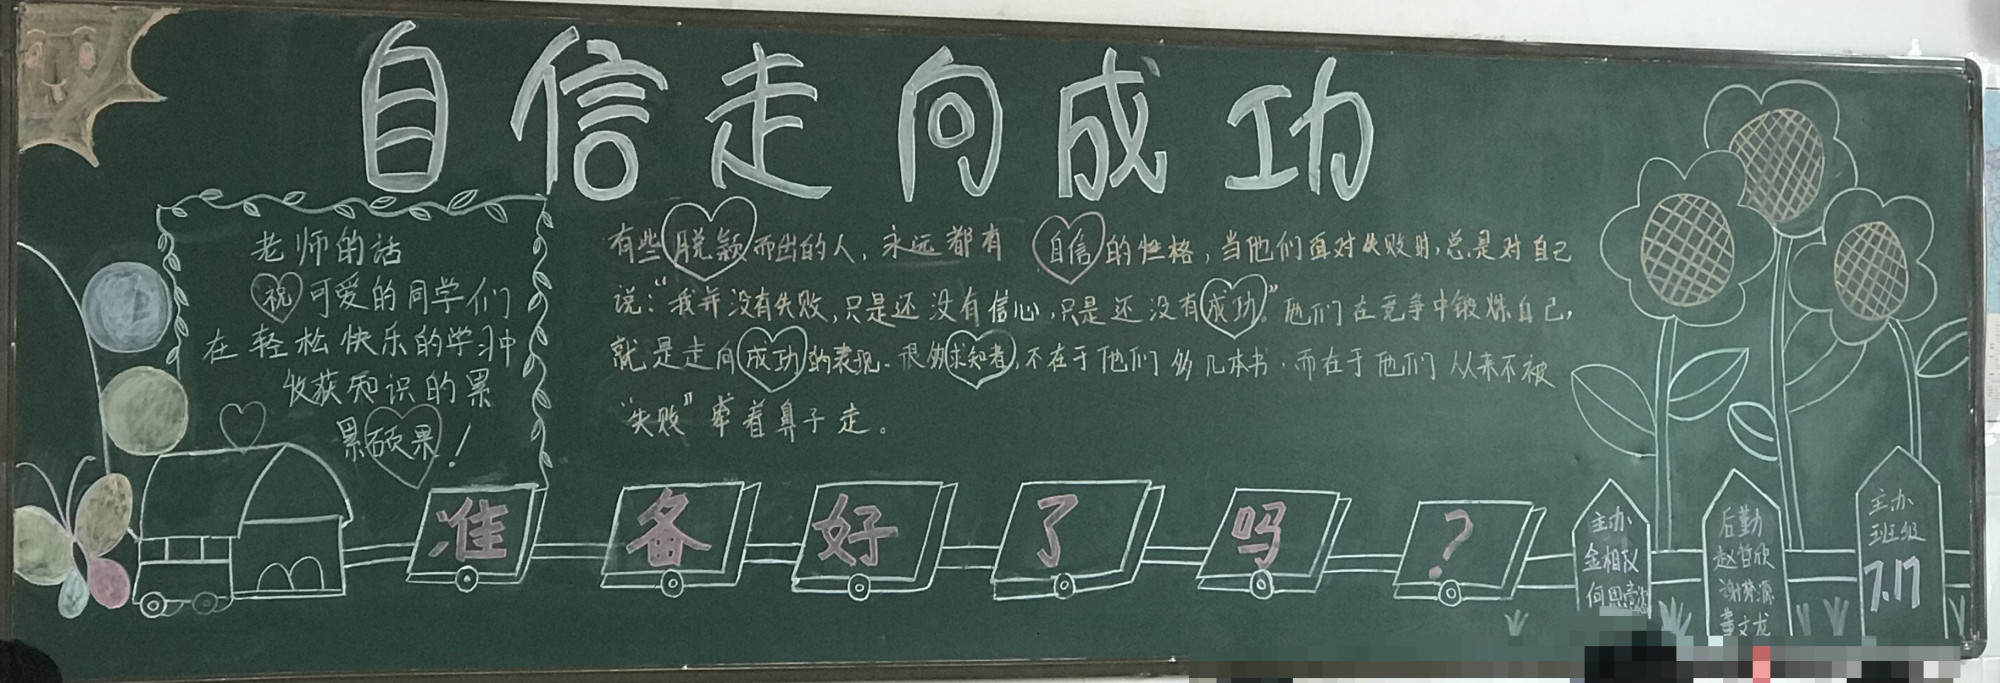 自信走向成功
老师的话
祝可爱的同学们
在轻松快乐的学习中
收获知识的累
累硕果!
有些脱颖而出的人，永远都有自信的性格，当他们面对失败时，总是对自己
说：“我并没有失败，只是还没有信心，只是还没有成功。”他们在竞争中锻炼自己，
就是走向成功的表现。很多求知者，不在于他们多几本书，而在于他们从来不被
“失败”牵着鼻子走。
准备好了吗？
主办
金相仪
后勤
赵哲欣
谢梦源
董文龙
主办
班级
7.17